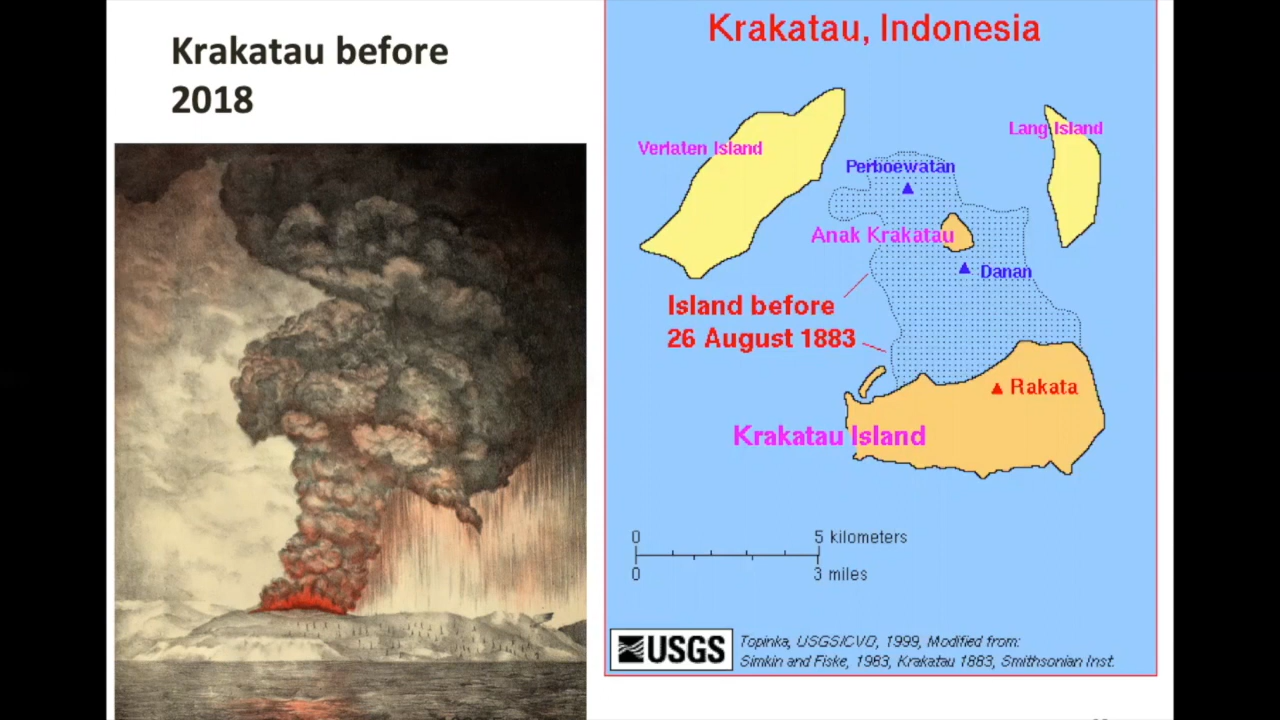 Krakatau before
2018
Krakatau, Indonesia
Lang Island
Verlaten Island
Perboewatan
Anak Krakatau
Danan
Island before
26 August 1883
Rakata
Krakatau Island
0 5 kilometers
0 3 miles
USGS
Topinka, USGS/CVO, 1999, Modified from:
Simkin and Fiske, 1983, Krakatau 1883, Smithsonian Inst.